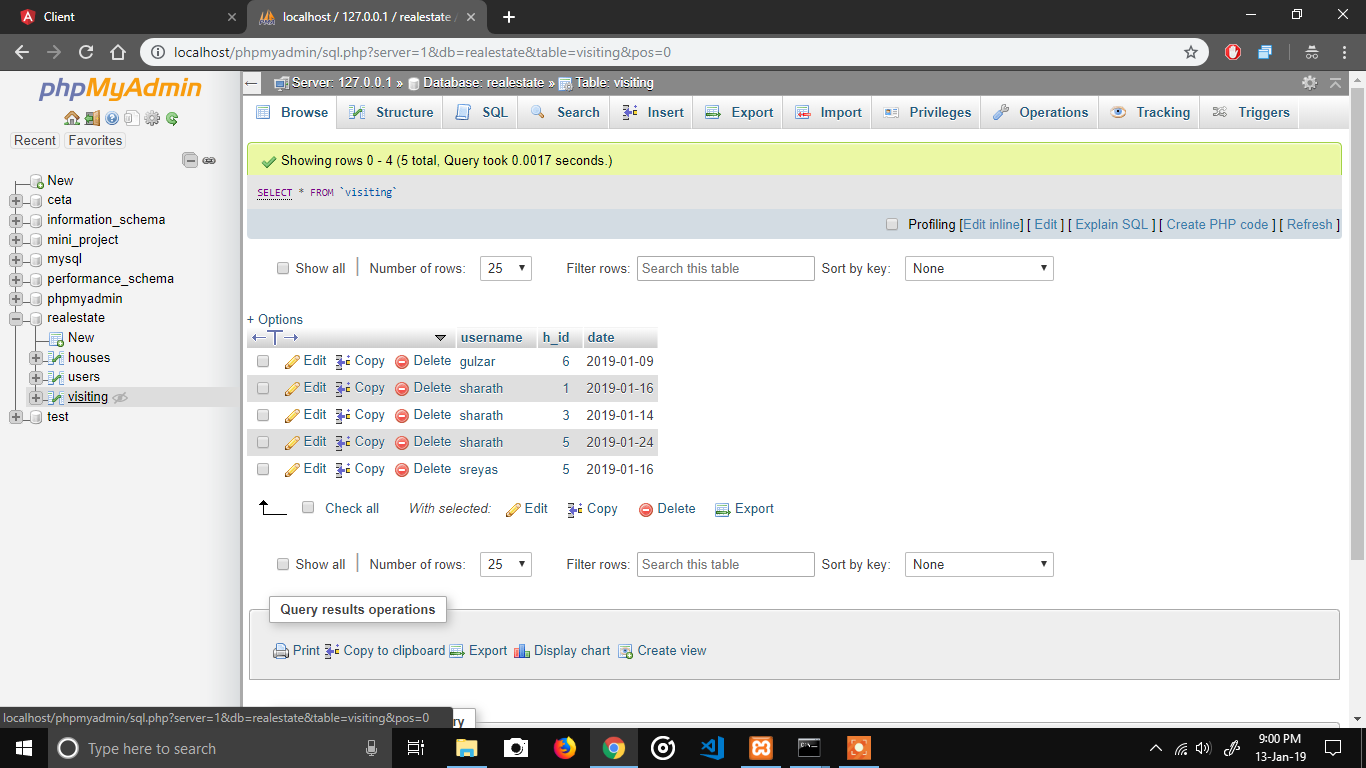 Client
localhost / 127.0.0.1 / realestate /
localhost/phpmyadmin/sql.php?server=1&db=realestate&table=visiting&pos=0
phpMyAdmin
Recent Favorites
New
ceta
information_schema
mini_project
mysql
performance_schema
phpmyadmin
realestate
New
houses
users
visiting
test
Server: 127.0.0.1 » Database: realestate » Table: visiting
Browse Structure SQL Search Insert Export Import Privileges Operations Tracking Triggers
Showing rows 0 - 4 (5 total, Query took 0.0017 seconds.)
SELECT * FROM `visiting`
Profiling [Edit inline] [ Edit ] [ Explain SQL ] [ Create PHP code ] [ Refresh ]
Show all | Number of rows: 25 Filter rows: Search this table Sort by key: None
+ Options
username h_id date
Edit Copy Delete gulzar 6 2019-01-09
Edit Copy Delete sharath 1 2019-01-16
Edit Copy Delete sharath 3 2019-01-14
Edit Copy Delete sharath 5 2019-01-24
Edit Copy Delete sreyas 5 2019-01-16
Check all With selected: Edit Copy Delete Export
Show all | Number of rows: 25 Filter rows: Search this table Sort by key: None
Query results operations
Print Copy to clipboard Export Display chart Create view
localhost/phpmyadmin/sql.php?server=1&db=realestate&table=visiting&pos=0
ry
Type here to search
9:00 PM
13-Jan-19